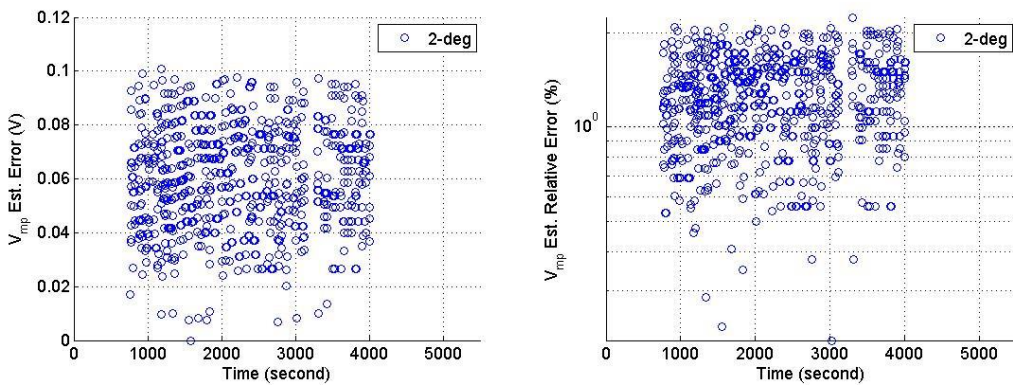 0.12
0.1
0.08
0.06
0.04
0.02
0
V_mp Est. Error (V)
2-deg
0 1000 2000 3000 4000 5000
Time (second)
10^0
V_mp Est. Relative Error (%)
2-deg
0 1000 2000 3000 4000 5000
Time (second)